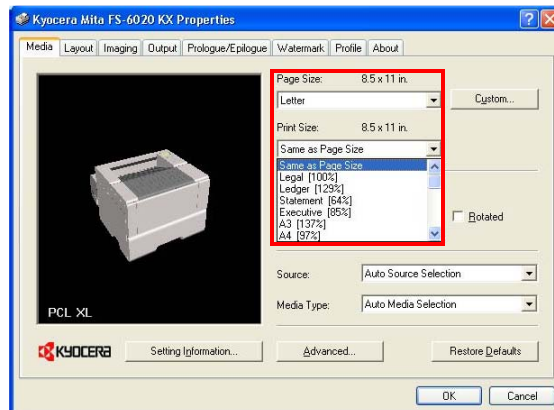 Kyocera Mita FS-6020 KX Properties
Media Layout Imaging Output Prologue/Epilogue Watermark Profile About
Page Size: 8.5 x 11 in.
Letter
Custom...
Print Size: 8.5 x 11 in.
Same as Page Size
Same as Page Size
Legal [100%]
Ledger [129%]
Statement [64%]
Executive [85%]
A3 [137%]
A4 [97%]
Rotated
Source: Auto Source Selection
Media Type: Auto Media Selection
PCL XL
KYOCERA
Setting Information...
Advanced...
Restore Defaults
OK
Cancel